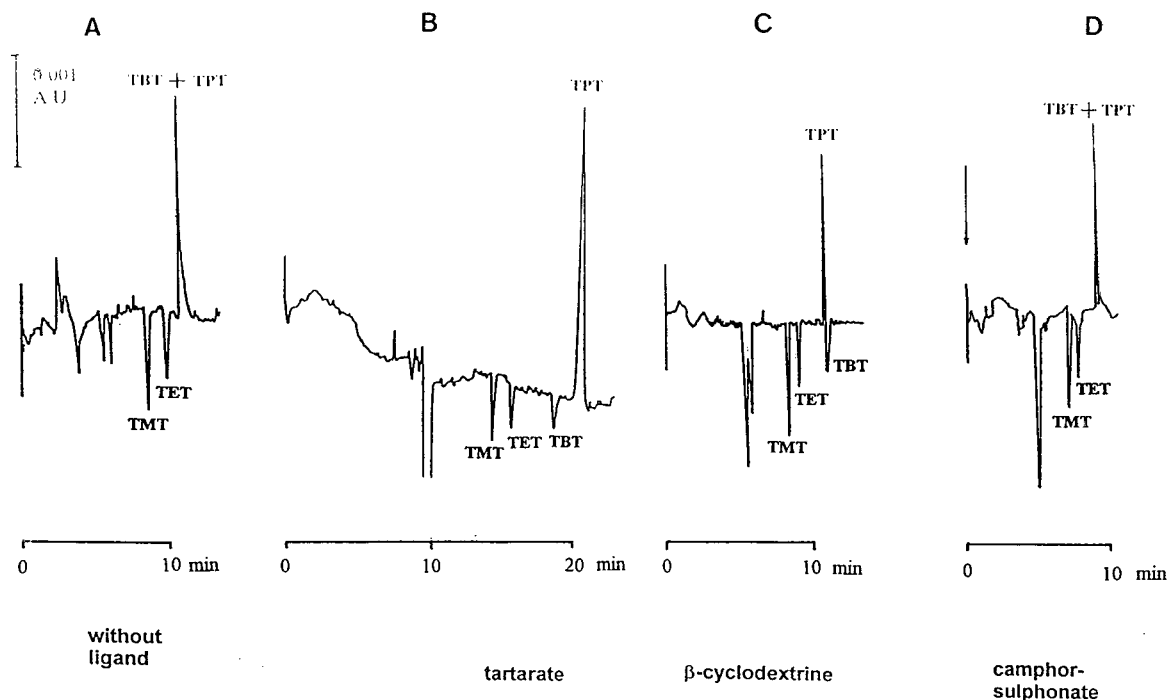 A
B
C
D
0.001
A.U
TBT + TPT
TET
TMT
TPT
TMT
TET
TBT
TPT
TBT
TET
TMT
TBT + TPT
TET
TMT
0
10 min
0
10
20 min
0
10 min
0
10 min
without
ligand
tartarate
β-cyclodextrine
camphor-
sulphonate